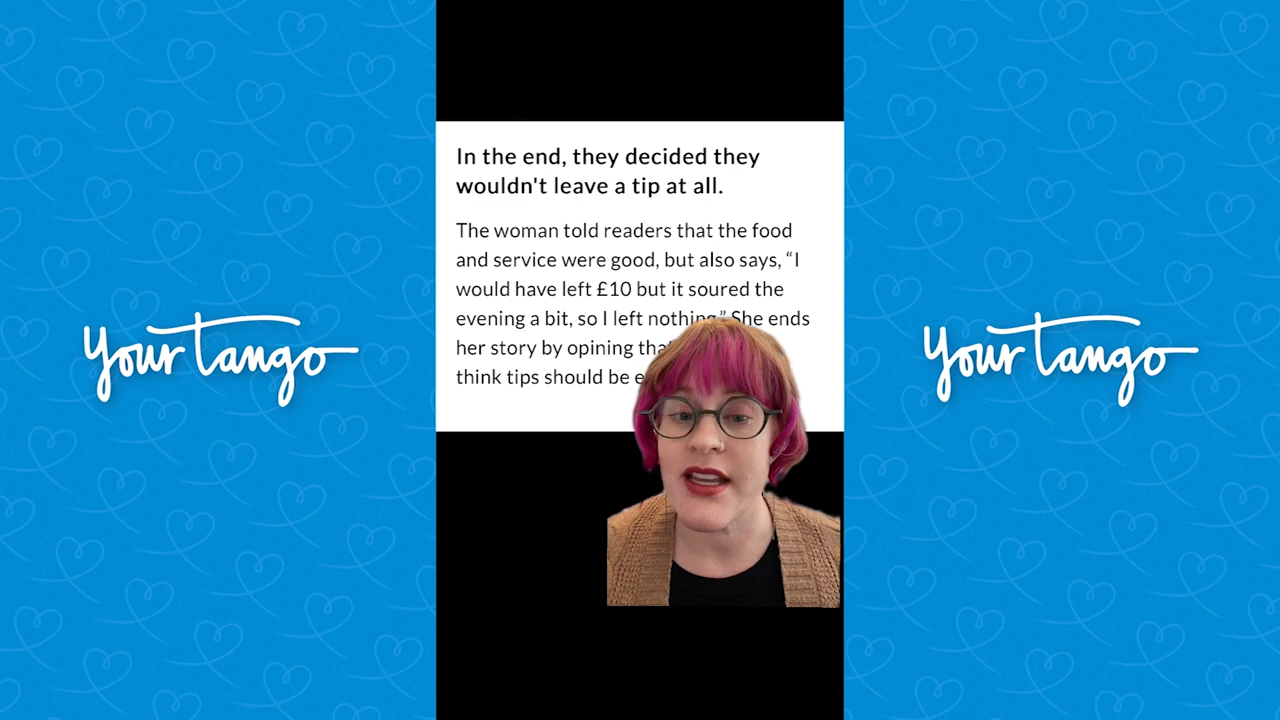 In the end, they decided they
wouldn't leave a tip at all.
The woman told readers that the food
and service were good, but also says, “I
would have left £10 but it soured the
evening a bit, so I left nothing.” She ends
her story by opining that
think tips should be
your tango
your tango